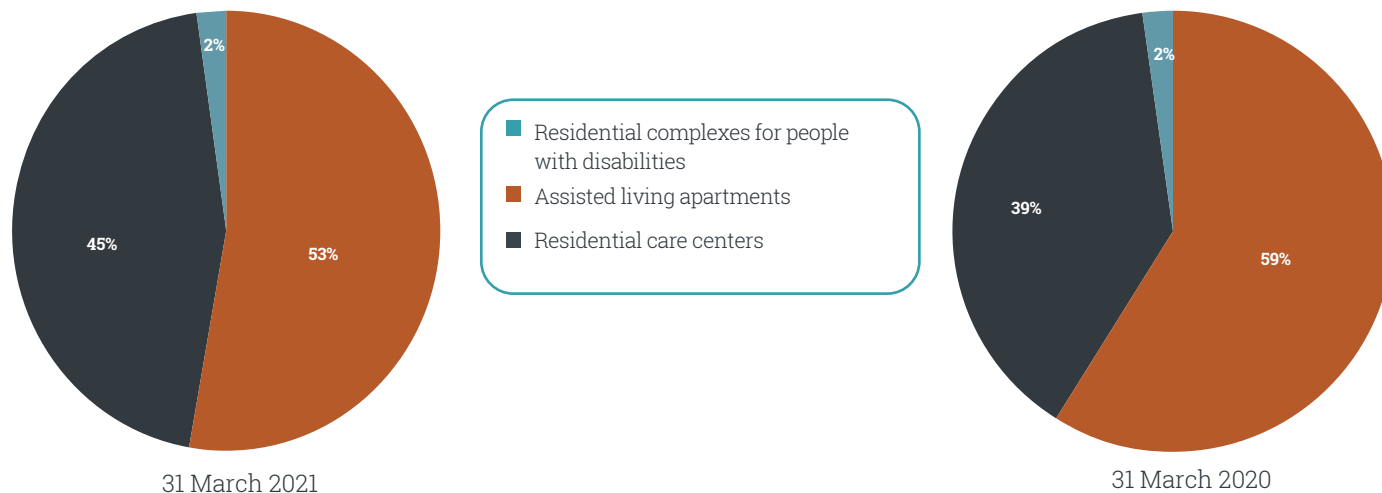 2%
45%
53%
31 March 2021
Residential complexes for people
with disabilities
Assisted living apartments
Residential care centers
2%
39%
59%
31 March 2020